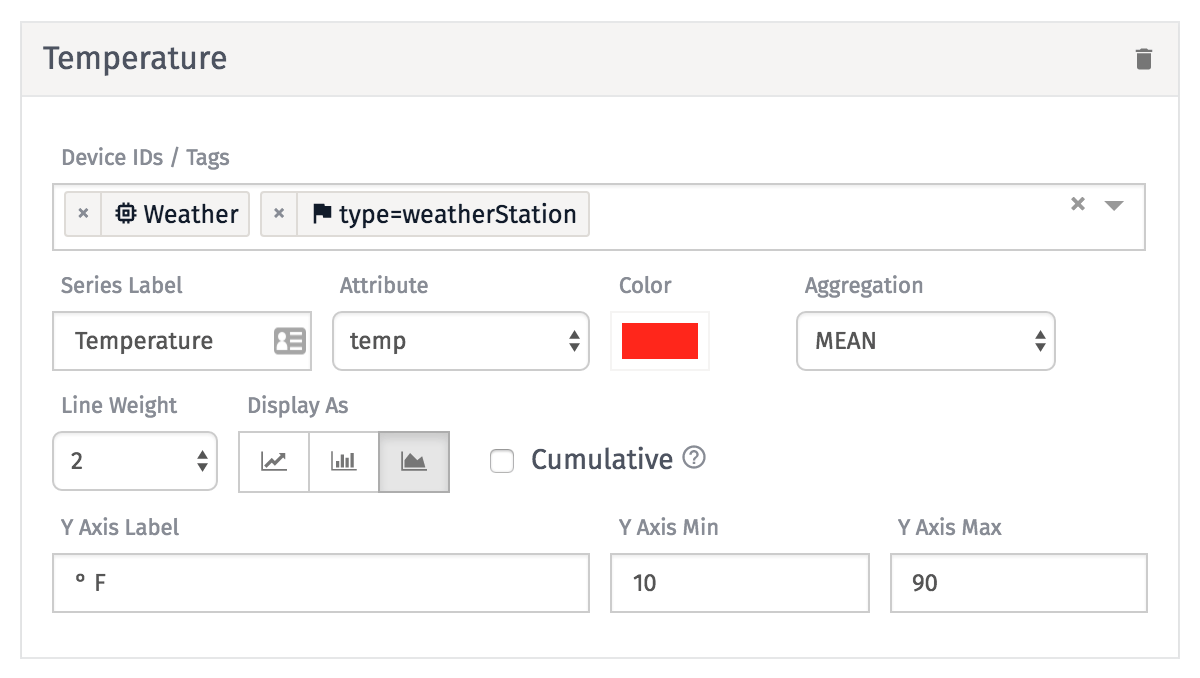 Temperature
Device IDs / Tags
× Weather × type=weatherStation ×
Series Label Attribute Color Aggregation
Temperature temp MEAN
Line Weight Display As
2 Cumulative ?
Y Axis Label Y Axis Min Y Axis Max
° F 10 90